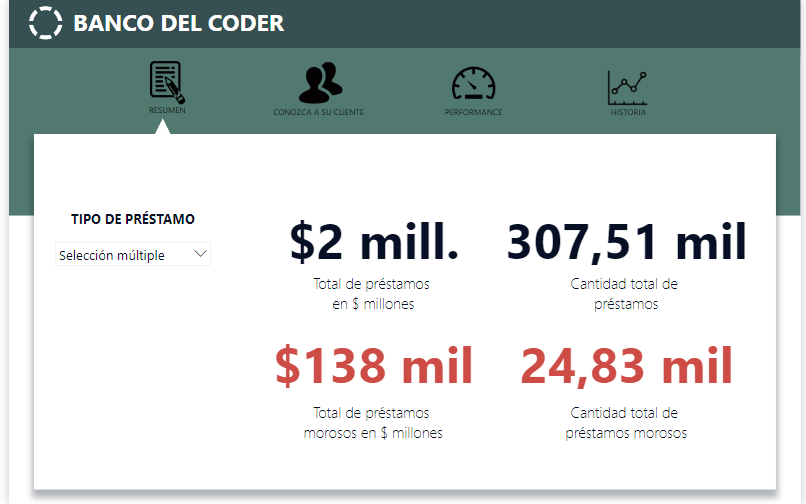 BANCO DEL CODER
RESUMEN
CONOZCA A SU CLIENTE
PERFORMANCE
HISTORIA
TIPO DE PRÉSTAMO
Selección múltiple
$2 mill.
Total de préstamos
en $ millones
307,51 mil
Cantidad total de
préstamos
$138 mil
Total de préstamos
morosos en $ millones
24,83 mil
Cantidad total de
préstamos morosos